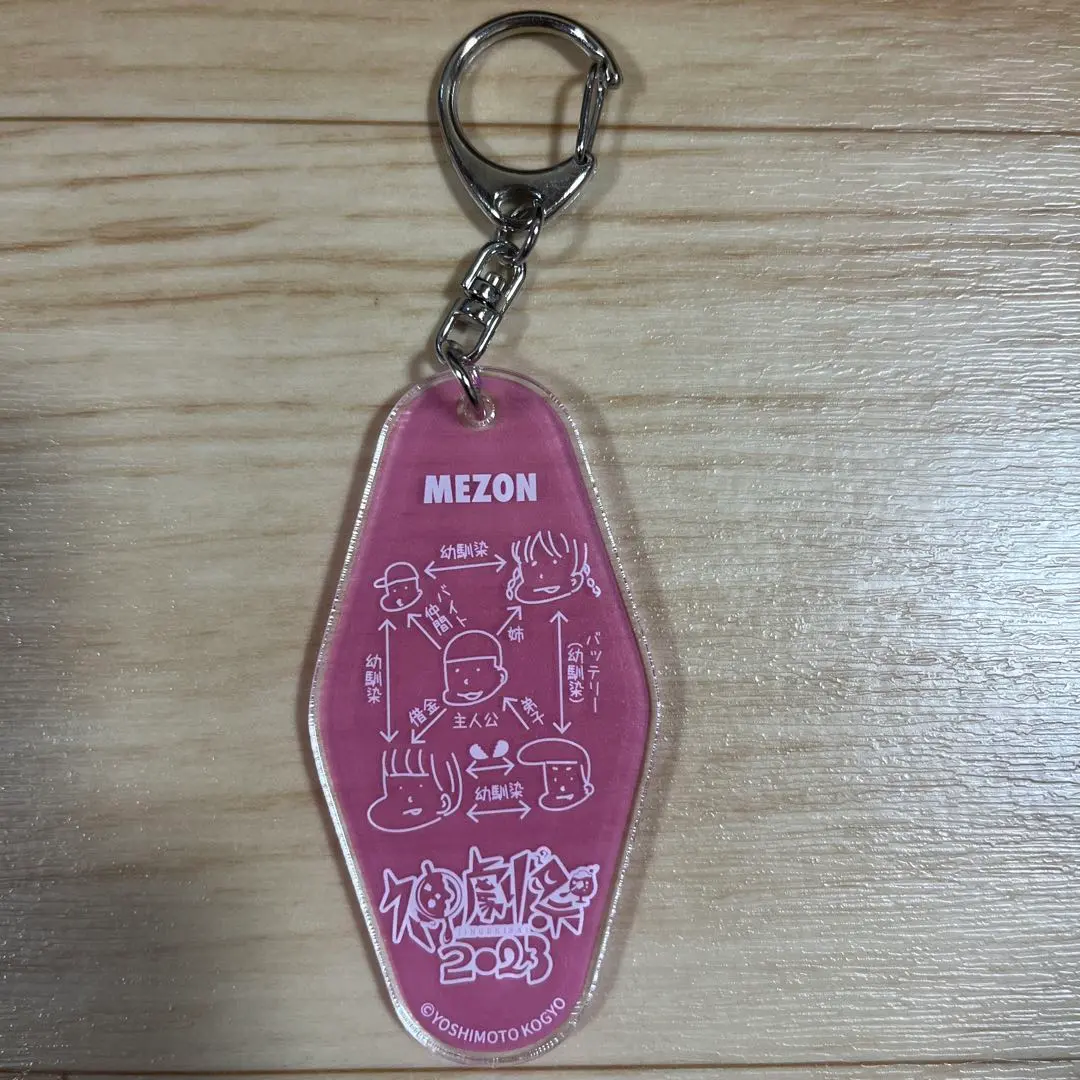 MEZON
幼馴染
バイト
仲間
姉
幼馴染
バッテリー
(幼馴染)
借金
主人公
弟子
幼馴染
神劇祭
JINGEKISAI
2023
©YOSHIMOTO KOGYO